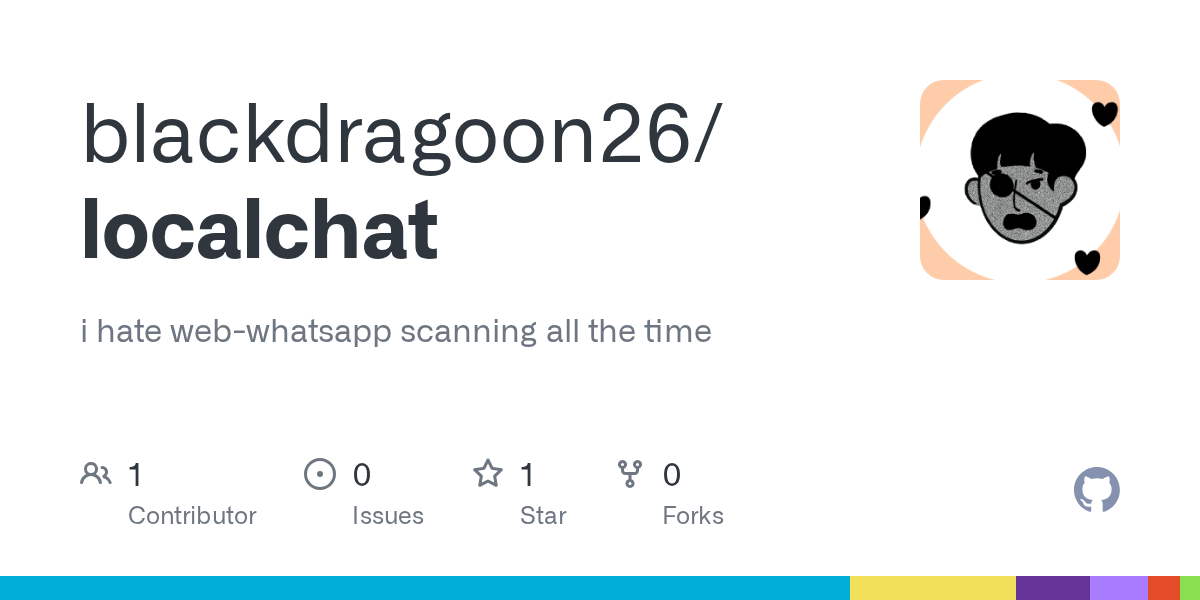 blackdragoon26/
localchat
i hate web-whatsapp scanning all the time
1 0 1 0
Contributor Issues Star Forks